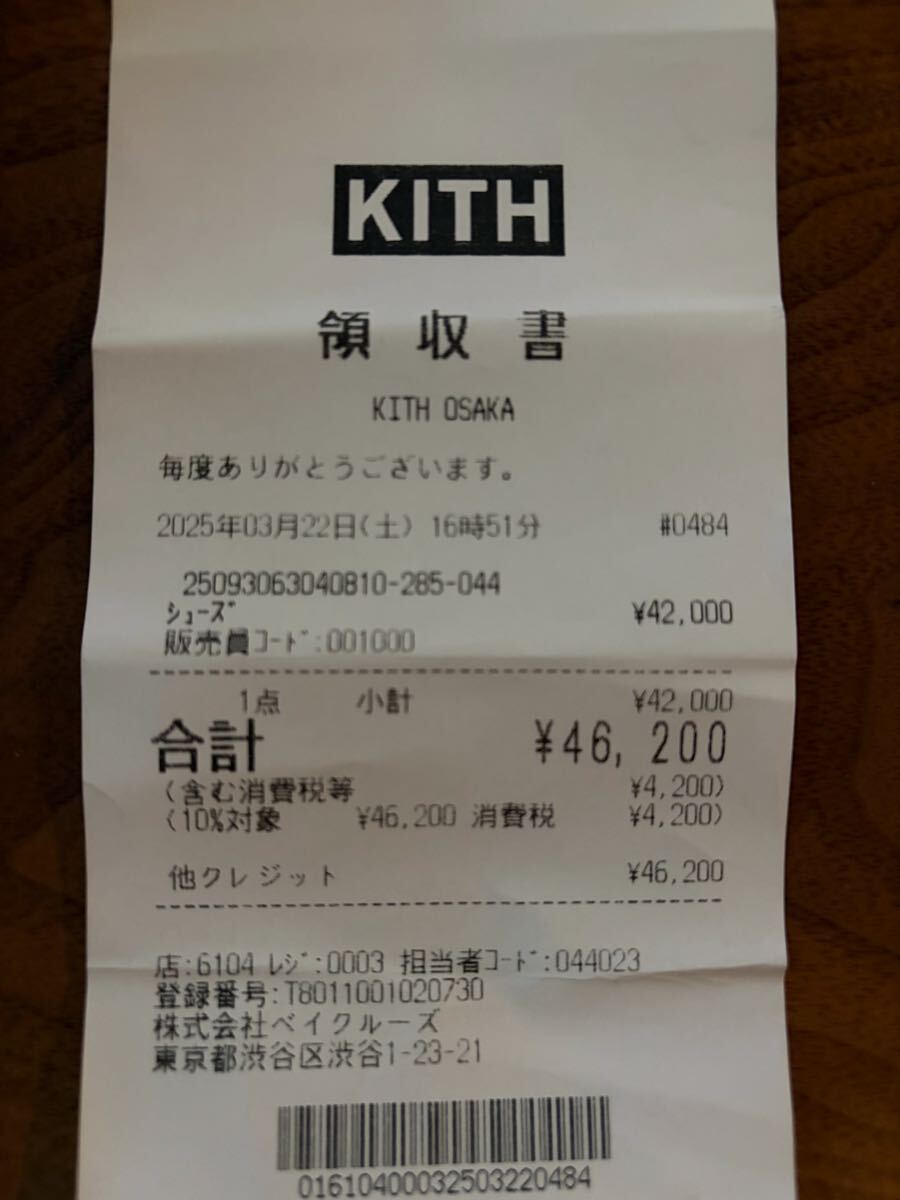 KITH
領収書
KITH OSAKA
毎度ありがとうございます。
2025年03月22日(土) 16時51分 #0484
25093063040810-285-044
ｼｭｰｽﾞ ¥42,000
販売員ｺｰﾄﾞ:001000
1点 小計 ¥42,000
合計 ¥46,200
(含む消費税等 ¥4,200)
(10%対象 ¥46,200 消費税 ¥4,200)
他クレジット ¥46,200
店:6104 ﾚｼﾞ:0003 担当者ｺｰﾄﾞ:044023
登録番号:T8011001020730
株式会社ベイクルーズ
東京都渋谷区渋谷1-23-21
01610400032503220484